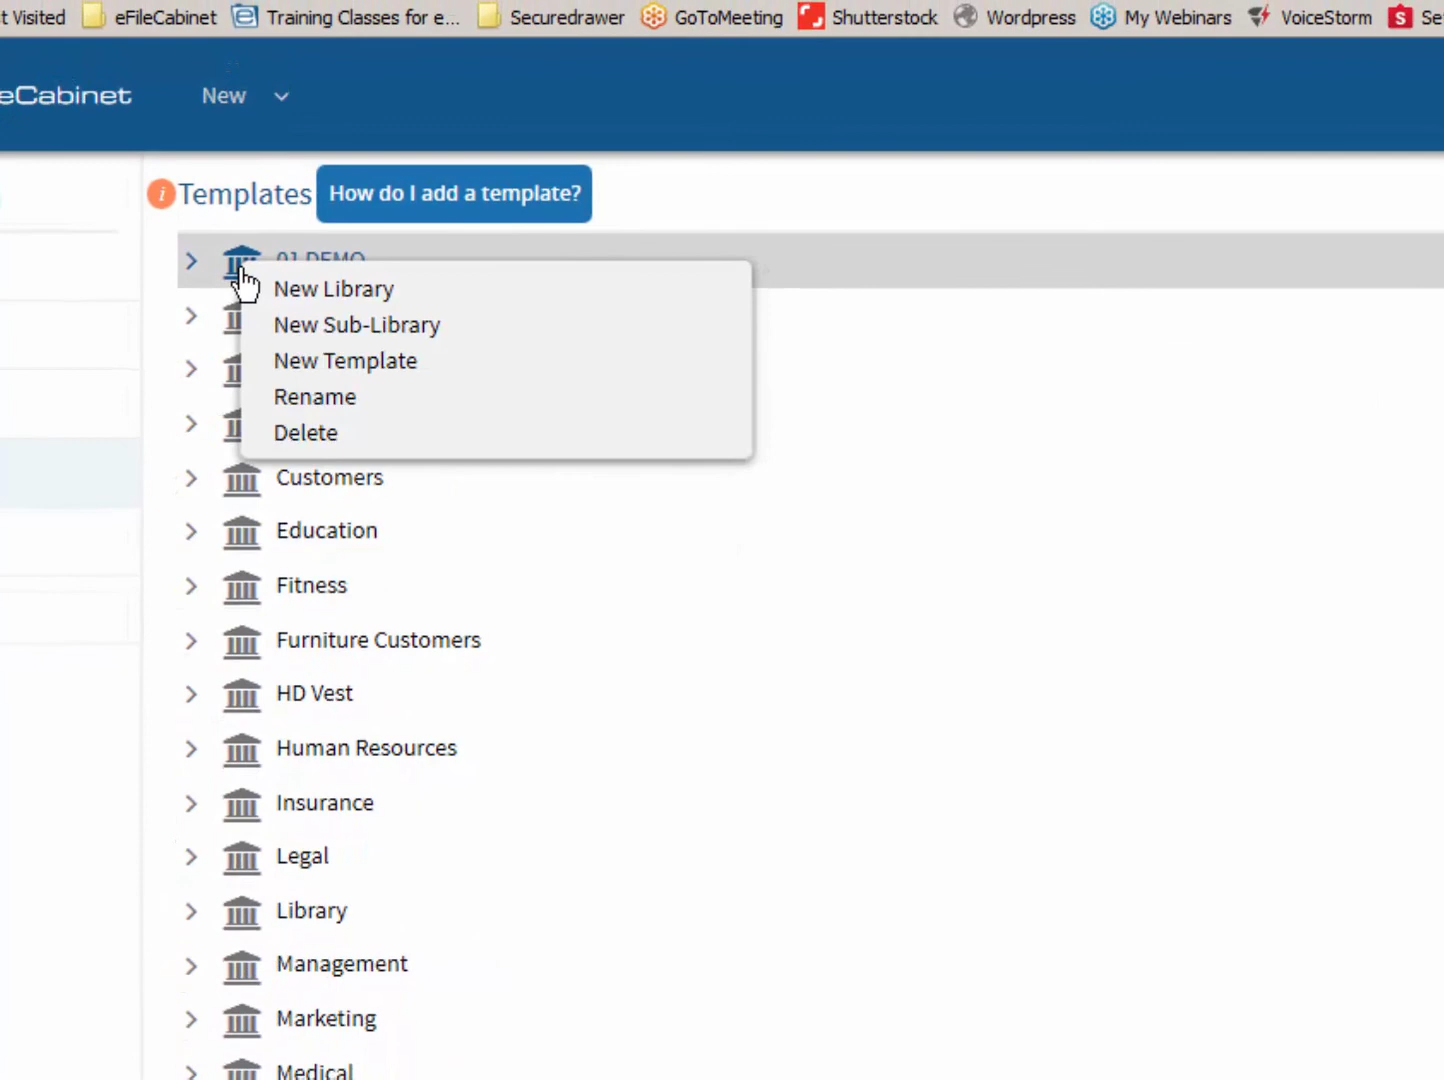 t Visited eFileCabinet Training Classes for e... Securedrawer GoToMeeting Shutterstock Wordpress My Webinars VoiceStorm Se
eCabinet New
i Templates How do I add a template?
01 DEMO
New Library
New Sub-Library
New Template
Rename
Delete
Customers
Education
Fitness
Furniture Customers
HD Vest
Human Resources
Insurance
Legal
Library
Management
Marketing
Medical